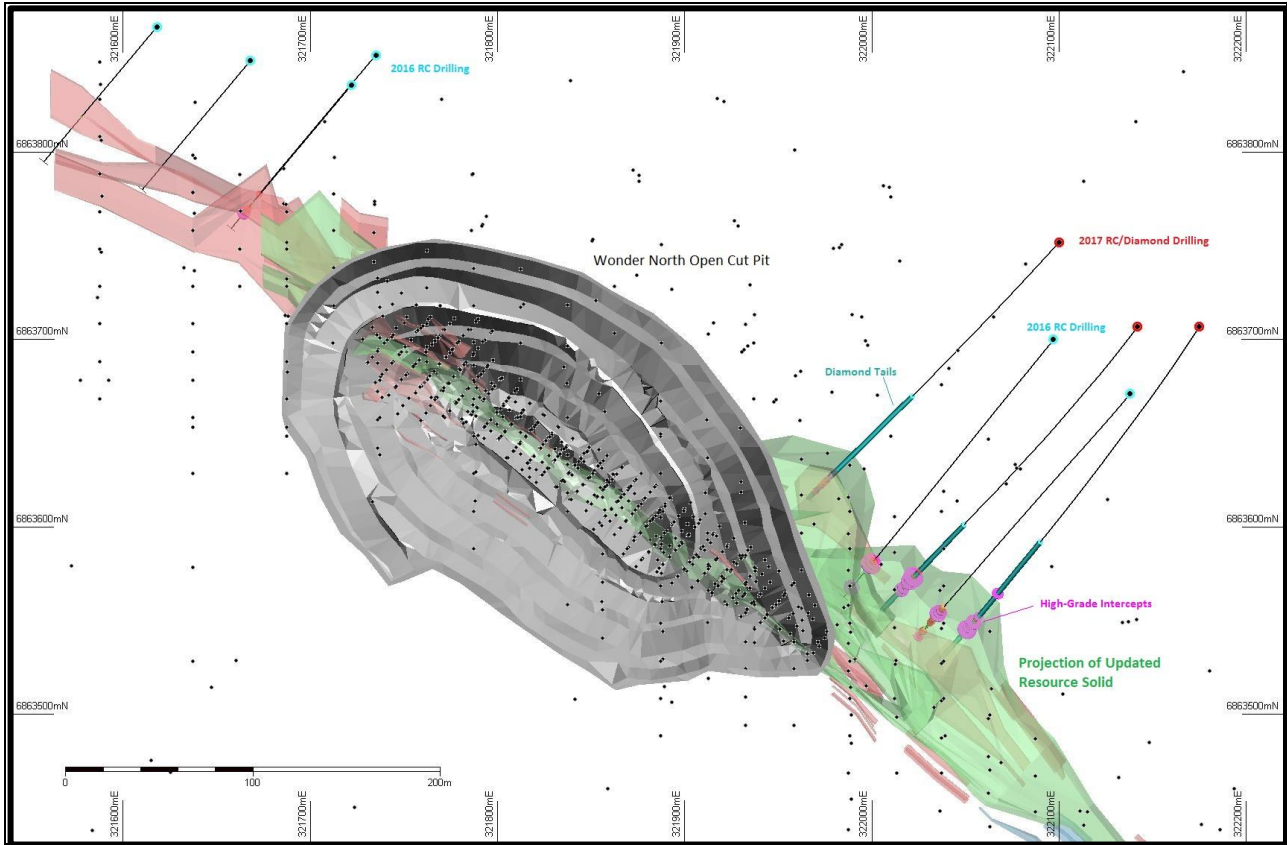 321600mE
321700mE
321800mE
321900mE
322000mE
322100mE
322200mE
2016 RC Drilling
6863800mN
6863800mN
2017 RC/Diamond Drilling
Wonder North Open Cut Pit
6863700mN
2016 RC Drilling
6863700mN
Diamond Tails
6863600mN
6863600mN
High-Grade Intercepts
Projection of Updated
Resource Solid
6863500mN
6863500mN
0
100
200m
321600mE
321700mE
321800mE
321900mE
322000mE
322100mE
322200mE